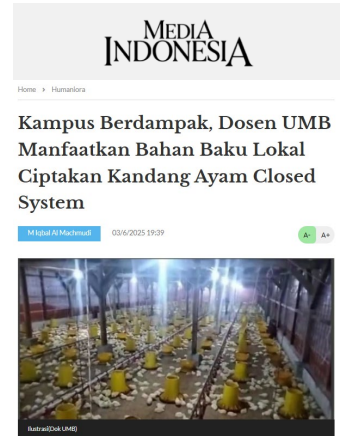 MEDIA
INDONESIA
Home > Humaniora
Kampus Berdampak, Dosen UMB
Manfaatkan Bahan Baku Lokal
Ciptakan Kandang Ayam Closed
System
M Iqbal Al Machmudi 03/6/2025 19:39 A- A+
Ilustrasi(Dok UMB)